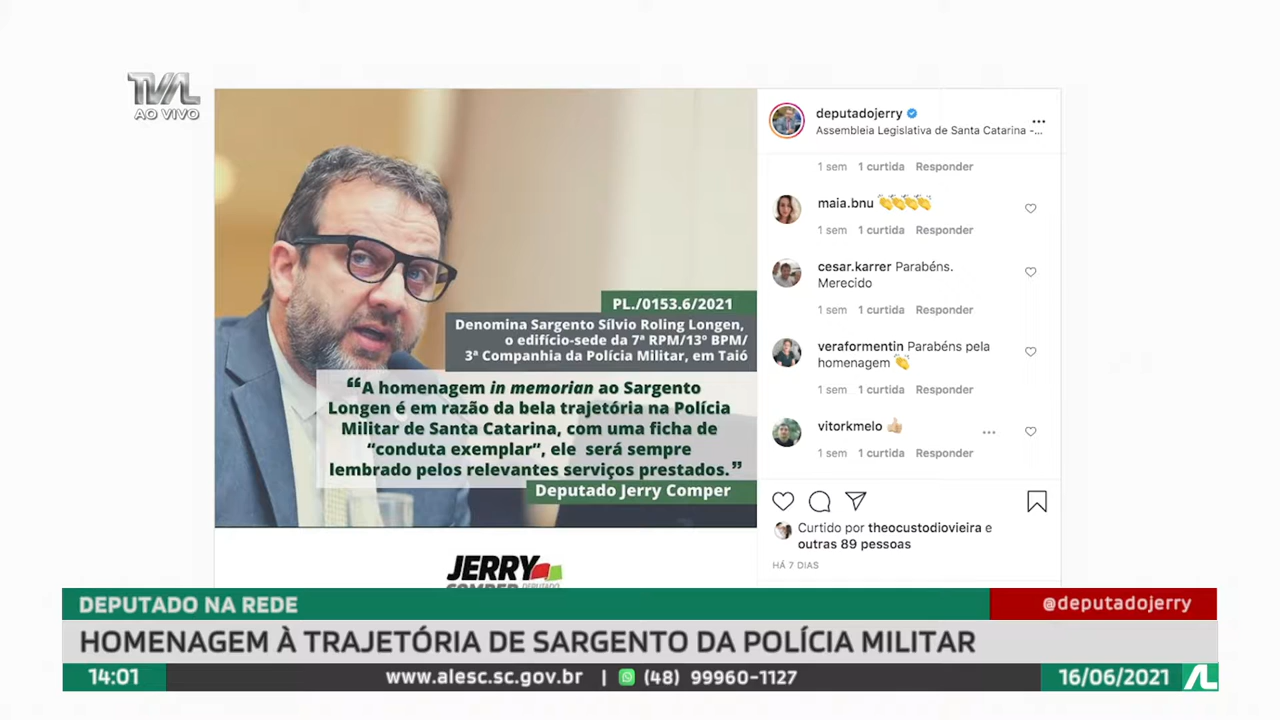 TVAL
AO VIVO
PL./0153.6/2021
Denomina Sargento Sílvio Roling Longen,
o edifício-sede da 7ª RPM/13º BPM/
3ª Companhia da Polícia Militar, em Taió
“A homenagem in memorian ao Sargento
Longen é em razão da bela trajetória na Polícia
Militar de Santa Catarina, com uma ficha de
“conduta exemplar”, ele será sempre
lembrado pelos relevantes serviços prestados.”
Deputado Jerry Comper
JERRY
COMPER DEPUTADO
deputadojerry
Assembleia Legislativa de Santa Catarina -...
1 sem 1 curtida Responder
maia.bnu 👏👏👏👏
1 sem 1 curtida Responder
cesar.karrer Parabéns.
Merecido
1 sem 1 curtida Responder
veraformentin Parabéns pela
homenagem 👏
1 sem 1 curtida Responder
vitorkmelo 👍🏻
1 sem 1 curtida Responder
Curtido por theocustodiovieira e
outras 89 pessoas
HÁ 7 DIAS
DEPUTADO NA REDE
@deputadojerry
HOMENAGEM À TRAJETÓRIA DE SARGENTO DA POLÍCIA MILITAR
14:01
www.alesc.sc.gov.br | (48) 99960-1127
16/06/2021
AL